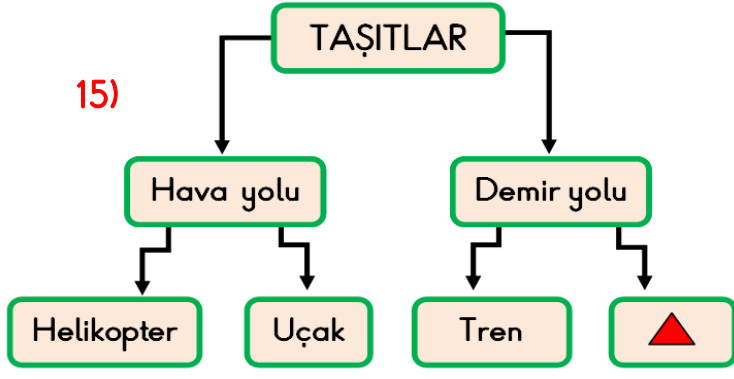 TAŞITLAR
15)
Hava yolu
Demir yolu
Helikopter
Uçak
Tren